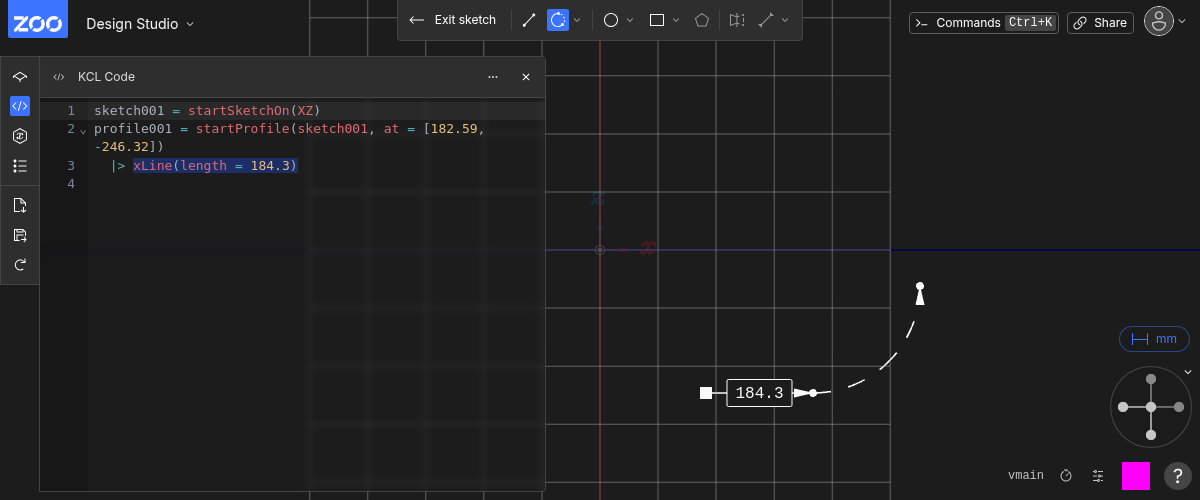 ZOO
Design Studio
Exit sketch
Commands Ctrl+K
Share
KCL Code
1 sketch001 = startSketchOn(XZ)
2 profile001 = startProfile(sketch001, at = [182.59,
-246.32])
3 |> xLine(length = 184.3)
4
z
x
184.3
mm
vmain
?